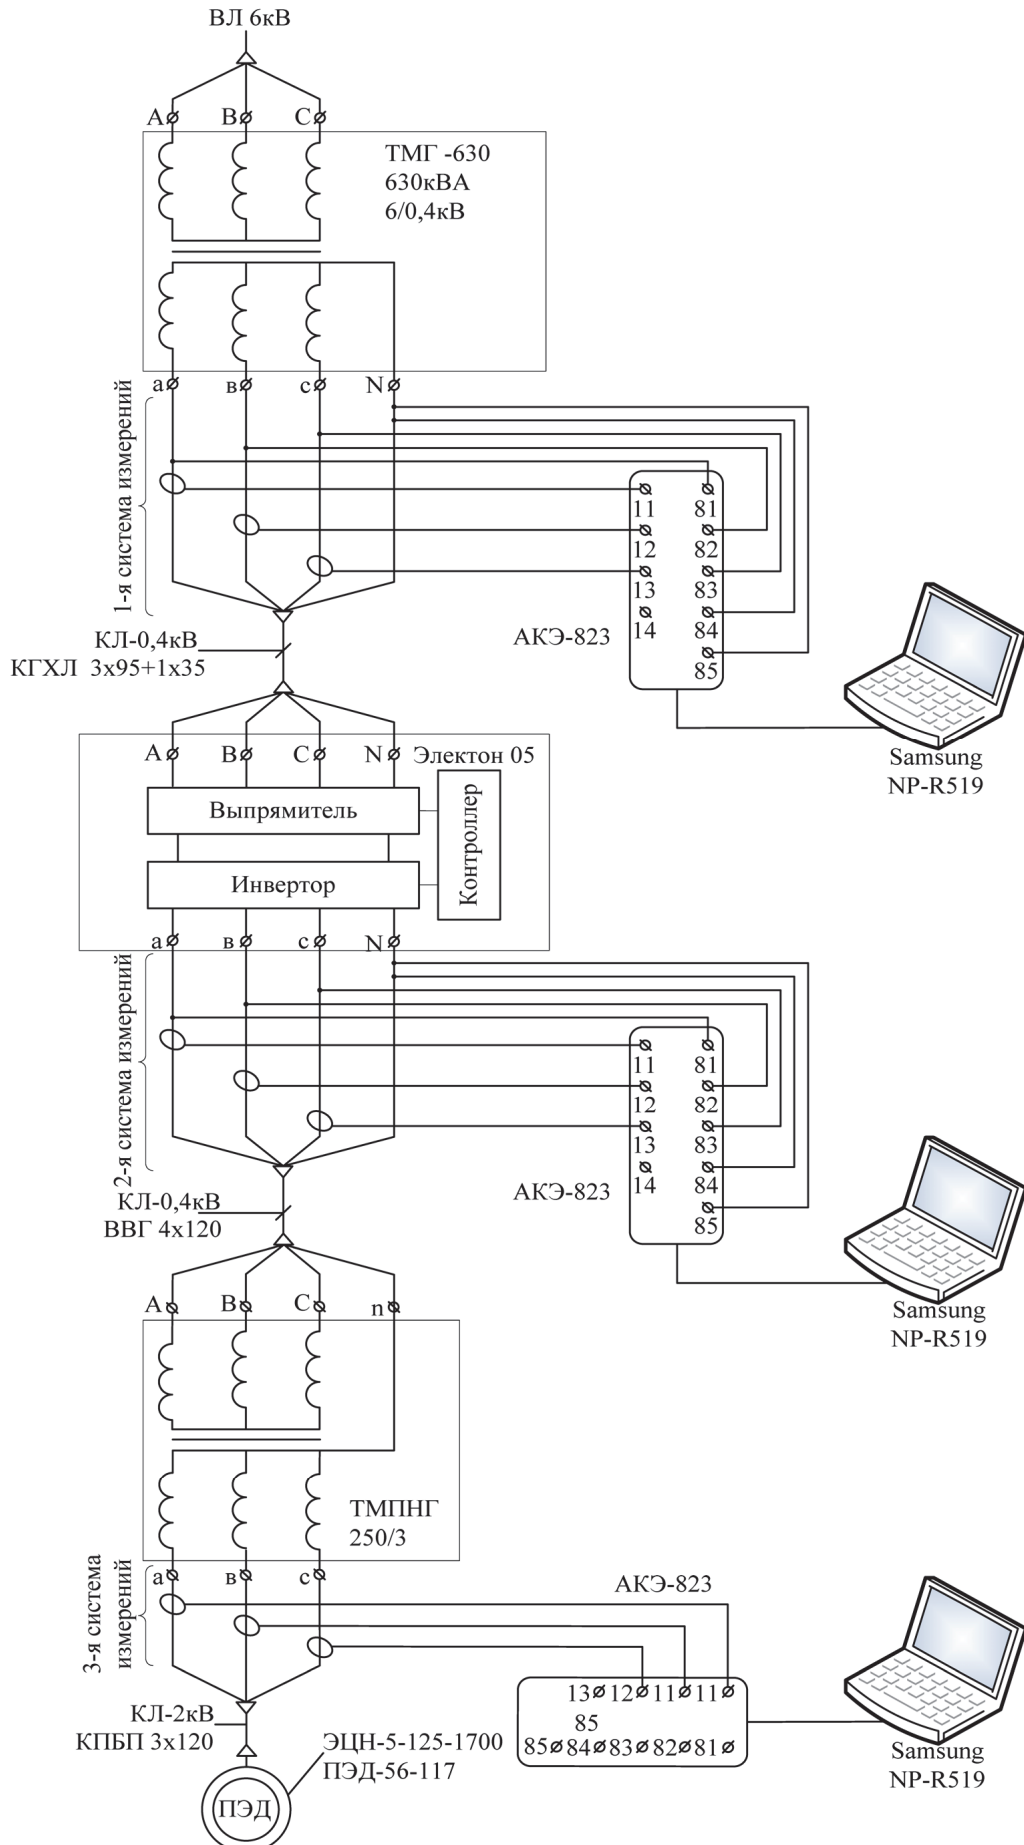 ВЛ 6кВ
A B C
ТМГ -630
630кВА
6/0,4кВ
а в с N
1-я система измерений
11 81
12 82
13 83
14 84
85
АКЭ-823
КЛ-0,4кВ
КГХЛ 3х95+1х35
Samsung
NP-R519
A B C N
Электон 05
Выпрямитель
Инвертор
Контроллер
а в с N
2-я система измерений
11 81
12 82
13 83
14 84
85
АКЭ-823
КЛ-0,4кВ
ВВГ 4х120
Samsung
NP-R519
A B C n
ТМПНГ
250/3
а в с
3-я система
измерений
АКЭ-823
13 12 11 11
85
85 84 83 82 81
КЛ-2кВ
КПБП 3х120
ЭЦН-5-125-1700
ПЭД-56-117
ПЭД
Samsung
NP-R519